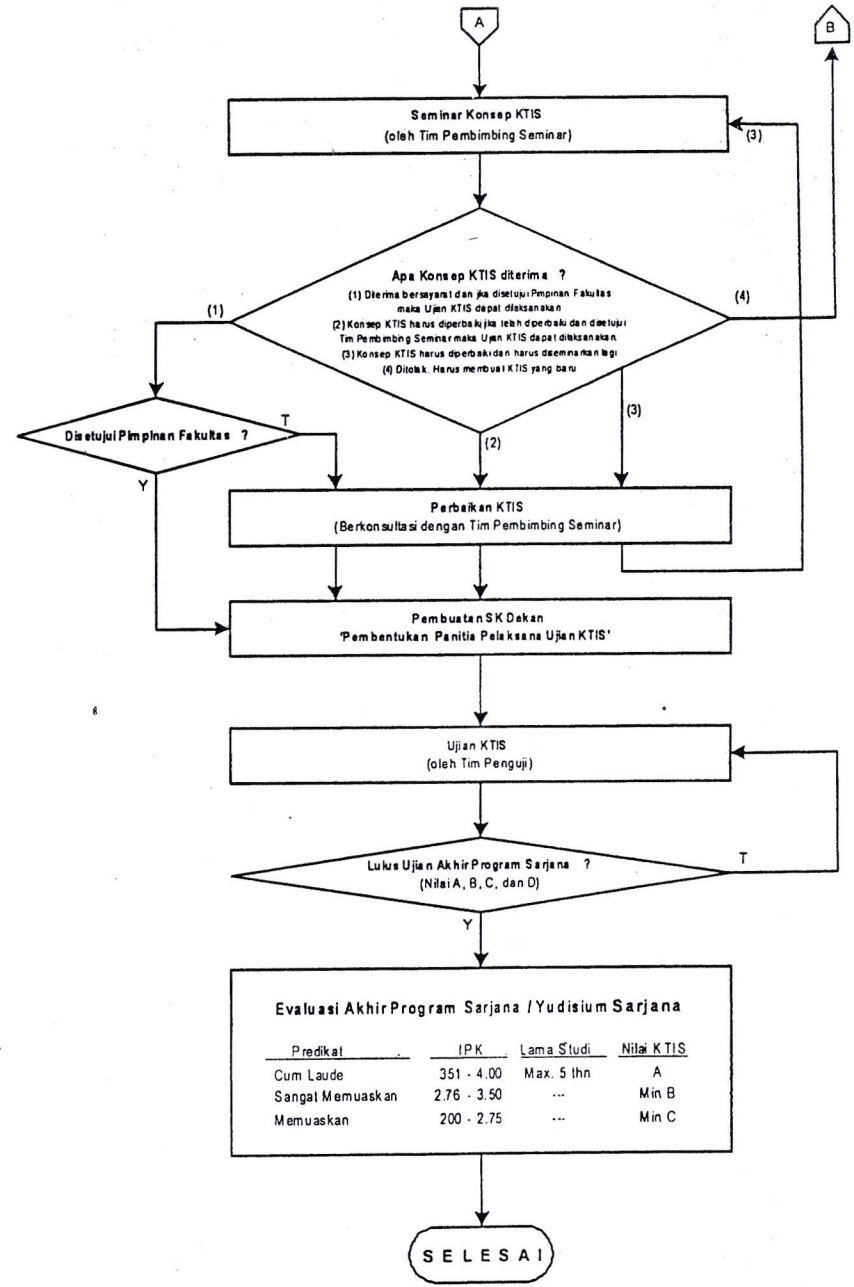 A
B
Seminar Konsep KTIS
(oleh Tim Pembimbing Seminar)
(3)
Apa Konsep KTIS diterima ?
(1) Diterima bersayarat dan jika disetujui Pmpinan Fakultas
maka Ujian KTIS dapat dilaksanakan
(2) Konsep KTIS harus diperbaki jika telah diperbaki dan disetujui
Tim Pembimbing Seminar maka Ujian KTIS dapat dilaksanakan.
(3) Konsep KTIS harus diperbaki dan harus diseminarkan lagi
(4) Ditolak. Harus membuat KTIS yang baru
(1)
(4)
(3)
(2)
Disetujui Pimpinan Fakultas ?
T
Y
Perbaikan KTIS
(Berkonsultasi dengan Tim Pembimbing Seminar)
Pembuatan SK Dekan
'Pembentukan Panitia Pelaksana Ujian KTIS'
Ujian KTIS
(oleh Tim Penguji)
Lulus Ujian Akhir Program Sarjana ?
(Nilai A, B, C, dan D)
T
Y
Evaluasi Akhir Program Sarjana / Yudisium Sarjana
Predikat IPK Lama Studi Nilai KTIS
Cum Laude 351 - 4.00 Max. 5 thn A
Sangat Memuaskan 2.76 - 3.50 --- Min B
Memuaskan 200 - 2.75 --- Min C
SELESAI